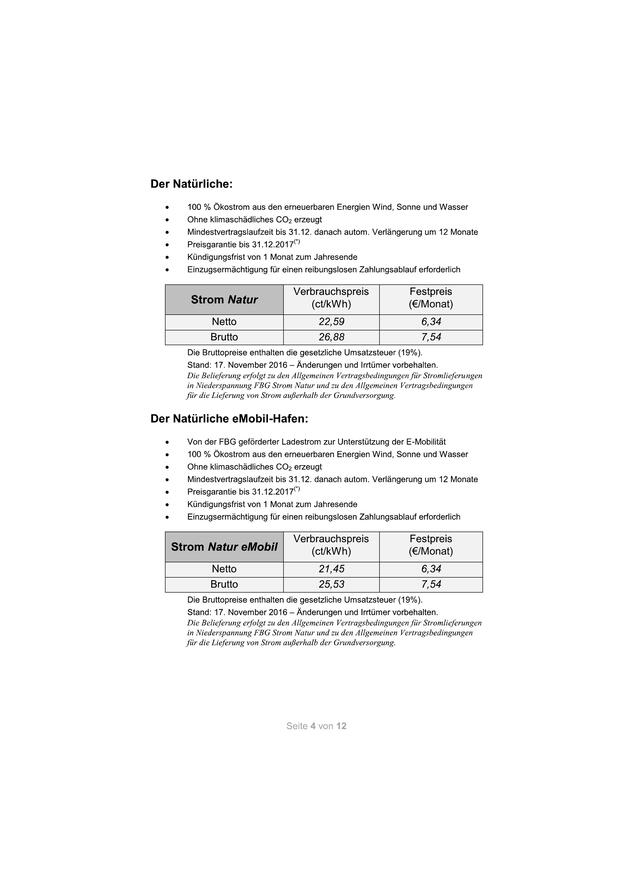 Der Natürliche:
• 100 % Ökostrom aus den erneuerbaren Energien Wind, Sonne und Wasser
• Ohne klimaschädliches CO₂ erzeugt
• Mindestvertragslaufzeit bis 31.12. danach autom. Verlängerung um 12 Monate
• Preisgarantie bis 31.12.2017(*)
• Kündigungsfrist von 1 Monat zum Jahresende
• Einzugsermächtigung für einen reibungslosen Zahlungsablauf erforderlich
Strom Natur Verbrauchspreis (ct/kWh) Festpreis (€/Monat)
Netto 22,59 6,34
Brutto 26,88 7,54
Die Bruttopreise enthalten die gesetzliche Umsatzsteuer (19%).
Stand: 17. November 2016 – Änderungen und Irrtümer vorbehalten.
Die Belieferung erfolgt zu den Allgemeinen Vertragsbedingungen für Stromlieferungen
in Niederspannung FBG Strom Natur und zu den Allgemeinen Vertragsbedingungen
für die Lieferung von Strom außerhalb der Grundversorgung.
Der Natürliche eMobil-Hafen:
• Von der FBG geförderter Ladestrom zur Unterstützung der E-Mobilität
• 100 % Ökostrom aus den erneuerbaren Energien Wind, Sonne und Wasser
• Ohne klimaschädliches CO₂ erzeugt
• Mindestvertragslaufzeit bis 31.12. danach autom. Verlängerung um 12 Monate
• Preisgarantie bis 31.12.2017(*)
• Kündigungsfrist von 1 Monat zum Jahresende
• Einzugsermächtigung für einen reibungslosen Zahlungsablauf erforderlich
Strom Natur eMobil Verbrauchspreis (ct/kWh) Festpreis (€/Monat)
Netto 21,45 6,34
Brutto 25,53 7,54
Die Bruttopreise enthalten die gesetzliche Umsatzsteuer (19%).
Stand: 17. November 2016 – Änderungen und Irrtümer vorbehalten.
Die Belieferung erfolgt zu den Allgemeinen Vertragsbedingungen für Stromlieferungen
in Niederspannung FBG Strom Natur und zu den Allgemeinen Vertragsbedingungen
für die Lieferung von Strom außerhalb der Grundversorgung.
Seite 4 von 12